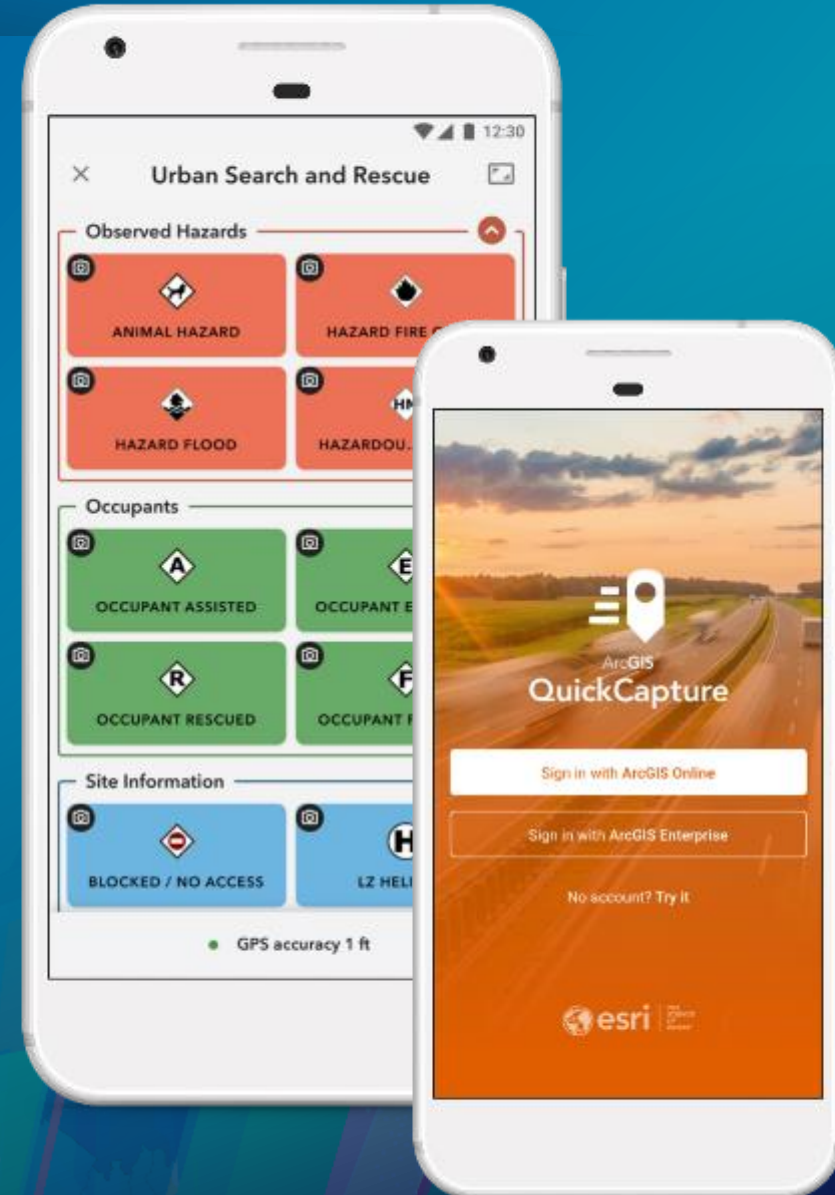 12:30
Urban Search and Rescue
Observed Hazards
ANIMAL HAZARD
HAZARD FIRE
HAZARD FLOOD
HAZARDOU..
Occupants
A
OCCUPANT ASSISTED
E
OCCUPANT
R
OCCUPANT RESCUED
F
OCCUPANT
Site Information
BLOCKED / NO ACCESS
H
LZ
GPS accuracy 1 ft
ArcGIS
QuickCapture
Sign in with ArcGIS Online
Sign in with ArcGIS Enterprise
No account? Try it
esri